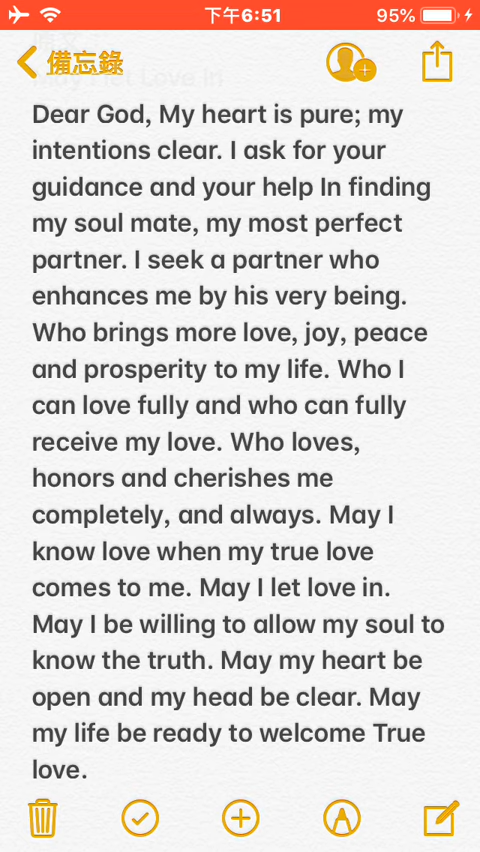 下午6:51
95%
備忘錄
May I let Love In
Dear God, My heart is pure; my
intentions clear. I ask for your
guidance and your help In finding
my soul mate, my most perfect
partner. I seek a partner who
enhances me by his very being.
Who brings more love, joy, peace
and prosperity to my life. Who I
can love fully and who can fully
receive my love. Who loves,
honors and cherishes me
completely, and always. May I
know love when my true love
comes to me. May I let love in.
May I be willing to allow my soul to
know the truth. May my heart be
open and my head be clear. May
my life be ready to welcome True
love.